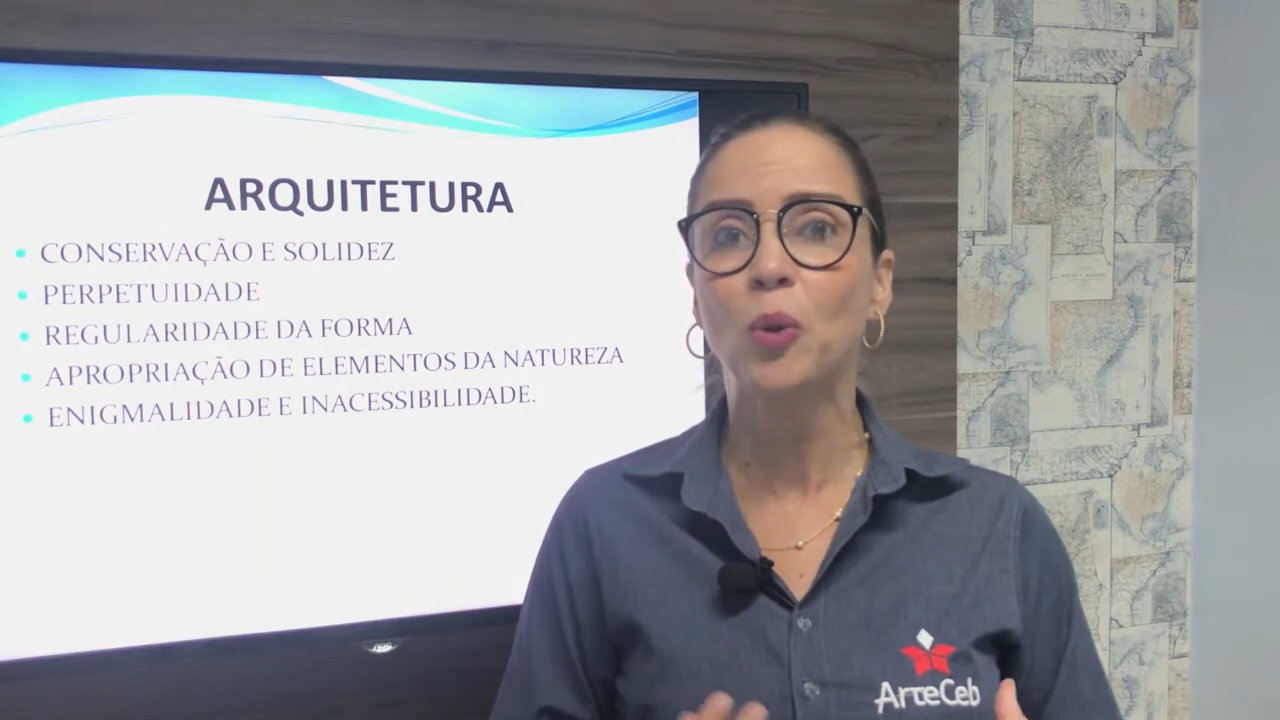 ARQUITETURA
CONSERVAÇÃO E SOLIDEZ
PERPETUIDADE
REGULARIDADE DA FORMA
APROPRIAÇÃO DE ELEMENTOS DA NATUREZA
ENIGMALIDADE E INACESSIBILIDADE.
ArteCeb